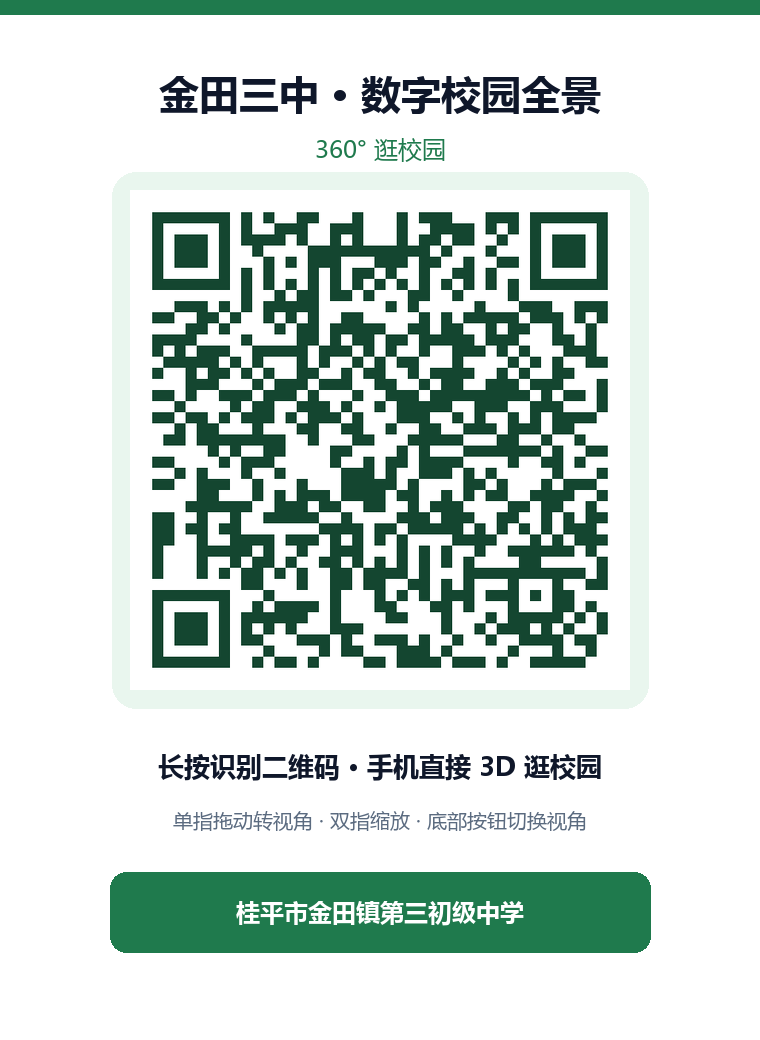 金田三中·数字校园全景
360° 逛校园
长按识别二维码·手机直接 3D 逛校园
单指拖动转视角·双指缩放·底部按钮切换视角
桂平市金田镇第三初级中学